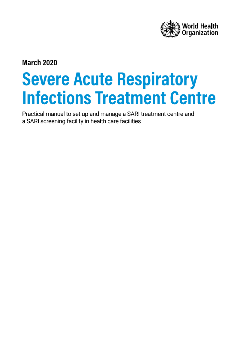 World Health
Organization
March 2020
Severe Acute Respiratory
Infections Treatment Centre
Practical manual to set up and manage a SARI treatment centre and
a SARI screening facility in health care facilities